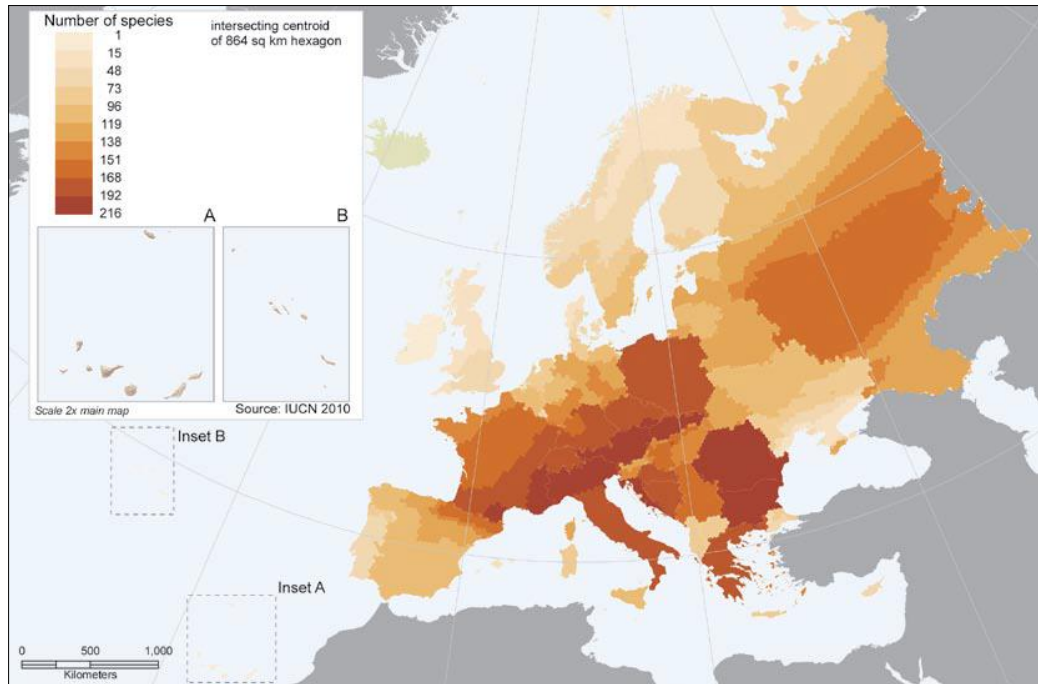 Number of species
intersecting centroid
of 864 sq km hexagon
1
15
48
73
96
119
138
151
168
192
216
A
B
Scale 2x main map
Source: IUCN 2010
Inset B
Inset A
0 500 1,000
Kilometers